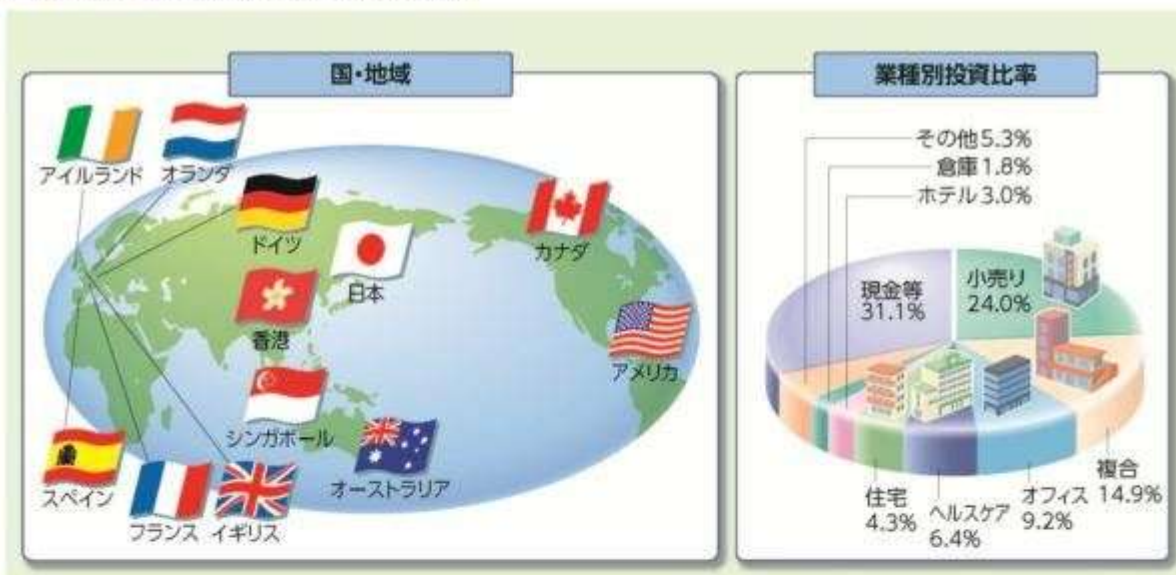 国・地域
アイルランド
オランダ
ドイツ
日本
カナダ
香港
アメリカ
シンガポール
オーストラリア
スペイン
フランス
イギリス
業種別投資比率
その他5.3%
倉庫1.8%
ホテル3.0%
現金等
31.1%
小売り
24.0%
複合
14.9%
オフィス
9.2%
ヘルスケア
6.4%
住宅
4.3%